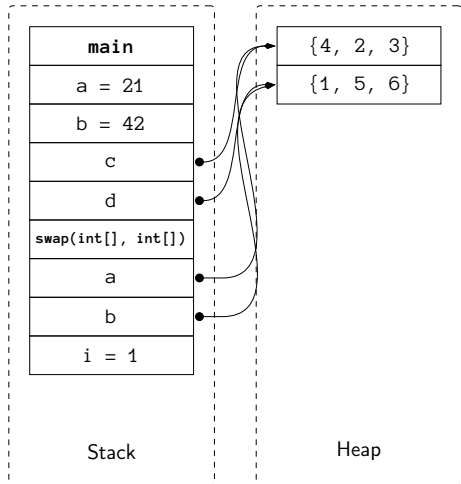 main
a = 21
b = 42
c
d
swap(int[], int[])
a
b
i = 1
Stack
{4, 2, 3}
{1, 5, 6}
Heap